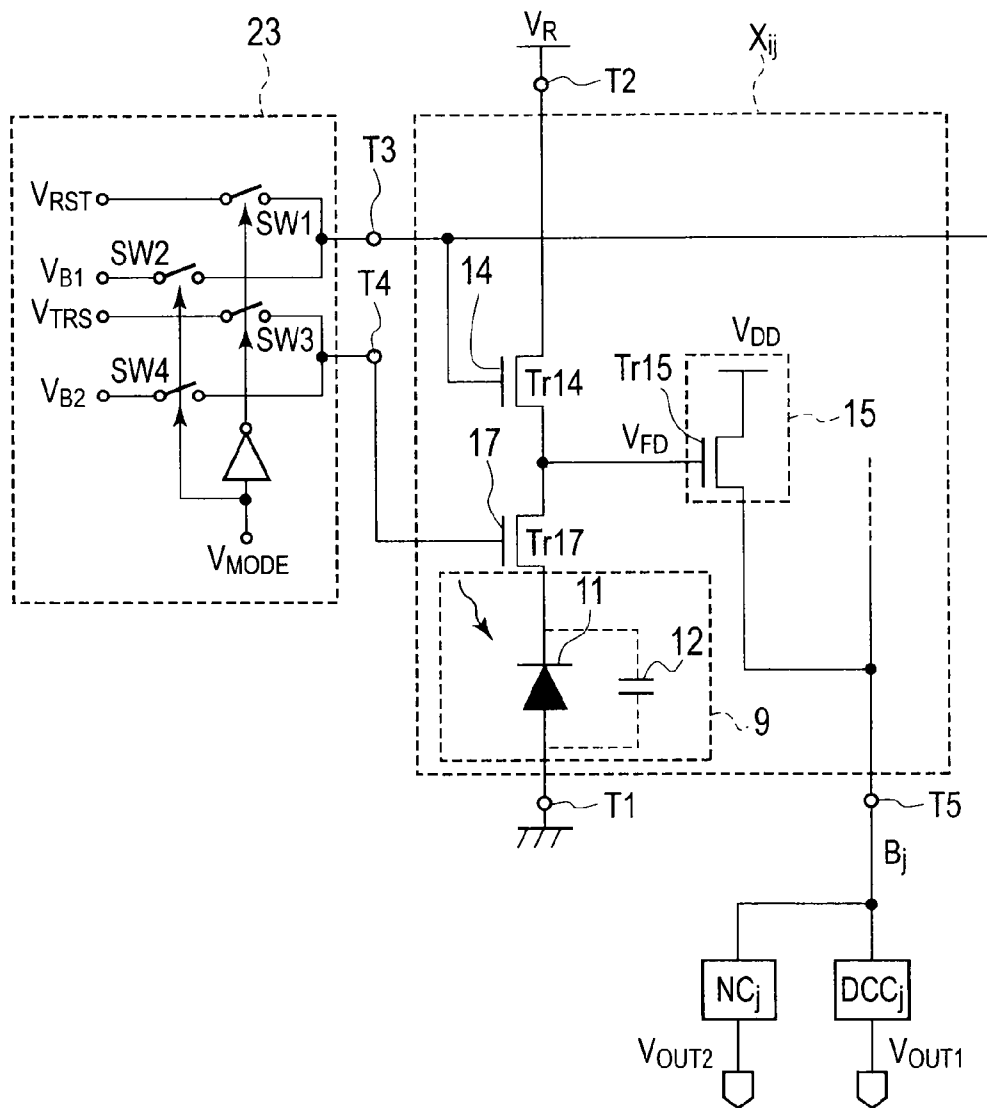 23
V_R
X_ij
T2
T3
V_RST
SW1
SW2
V_B1
T4
14
V_TRS
SW3
V_DD
SW4
Tr14
Tr15
V_B2
15
V_FD
17
Tr17
V_MODE
11
12
9
T1
T5
B_j
NC_j
DCC_j
V_OUT2
V_OUT1